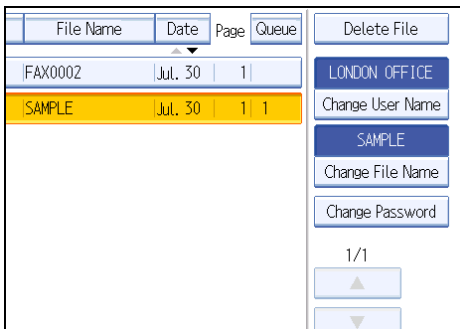 File Name Date Page Queue
FAX0002 Jul. 30 1
SAMPLE Jul. 30 1 1
Delete File
LONDON OFFICE
Change User Name
SAMPLE
Change File Name
Change Password
1/1